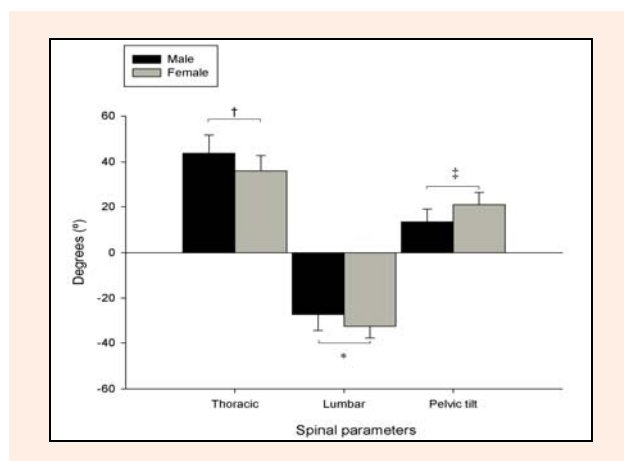 Male
Female
60
†
40
‡
20
0
-20
-40
*
-60
Degrees (º)
Thoracic Lumbar Pelvic tilt
Spinal parameters